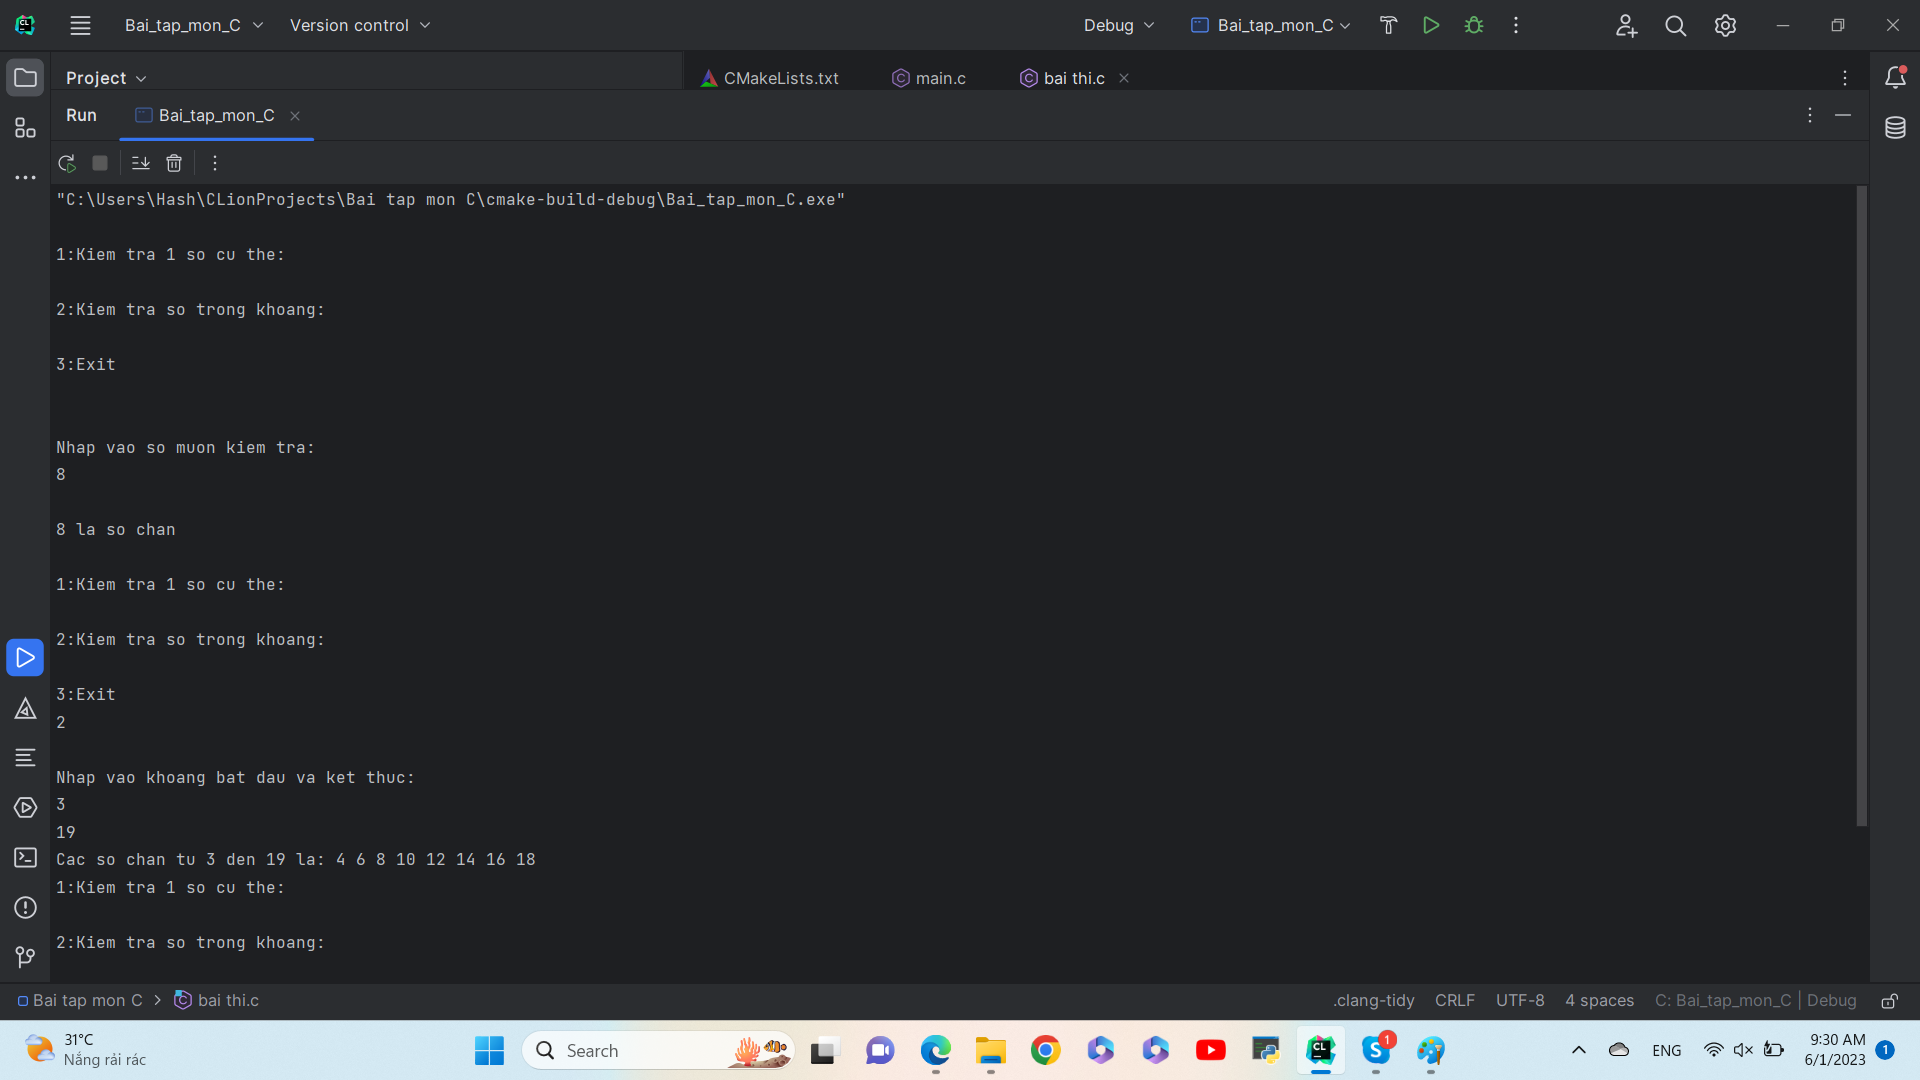 Bai_tap_mon_C Version control Debug Bai_tap_mon_C
Project CMakeLists.txt main.c bai thi.c
Run Bai_tap_mon_C
"C:\Users\Hash\CLionProjects\Bai tap mon C\cmake-build-debug\Bai_tap_mon_C.exe"
1:Kiem tra 1 so cu the:
2:Kiem tra so trong khoang:
3:Exit
Nhap vao so muon kiem tra:
8
8 la so chan
1:Kiem tra 1 so cu the:
2:Kiem tra so trong khoang:
3:Exit
2
Nhap vao khoang bat dau va ket thuc:
3
19
Cac so chan tu 3 den 19 la: 4 6 8 10 12 14 16 18
1:Kiem tra 1 so cu the:
2:Kiem tra so trong khoang:
Bai tap mon C > bai thi.c .clang-tidy CRLF UTF-8 4 spaces C: Bai_tap_mon_C | Debug
31°C
Nắng rải rác
Search
CL
1
ENG
9:30 AM
6/1/2023
1